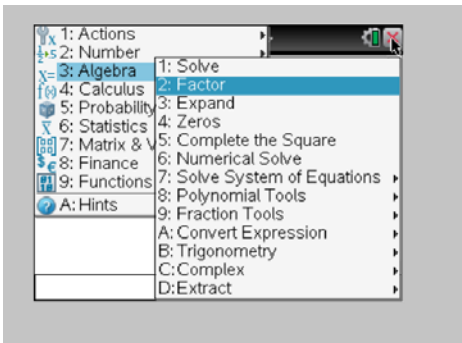 1: Actions
2: Number
3: Algebra
4: Calculus
5: Probability
6: Statistics
7: Matrix & V
8: Finance
9: Functions
A: Hints
1: Solve
2: Factor
3: Expand
4: Zeros
5: Complete the Square
6: Numerical Solve
7: Solve System of Equations
8: Polynomial Tools
9: Fraction Tools
A: Convert Expression
B: Trigonometry
C: Complex
D: Extract